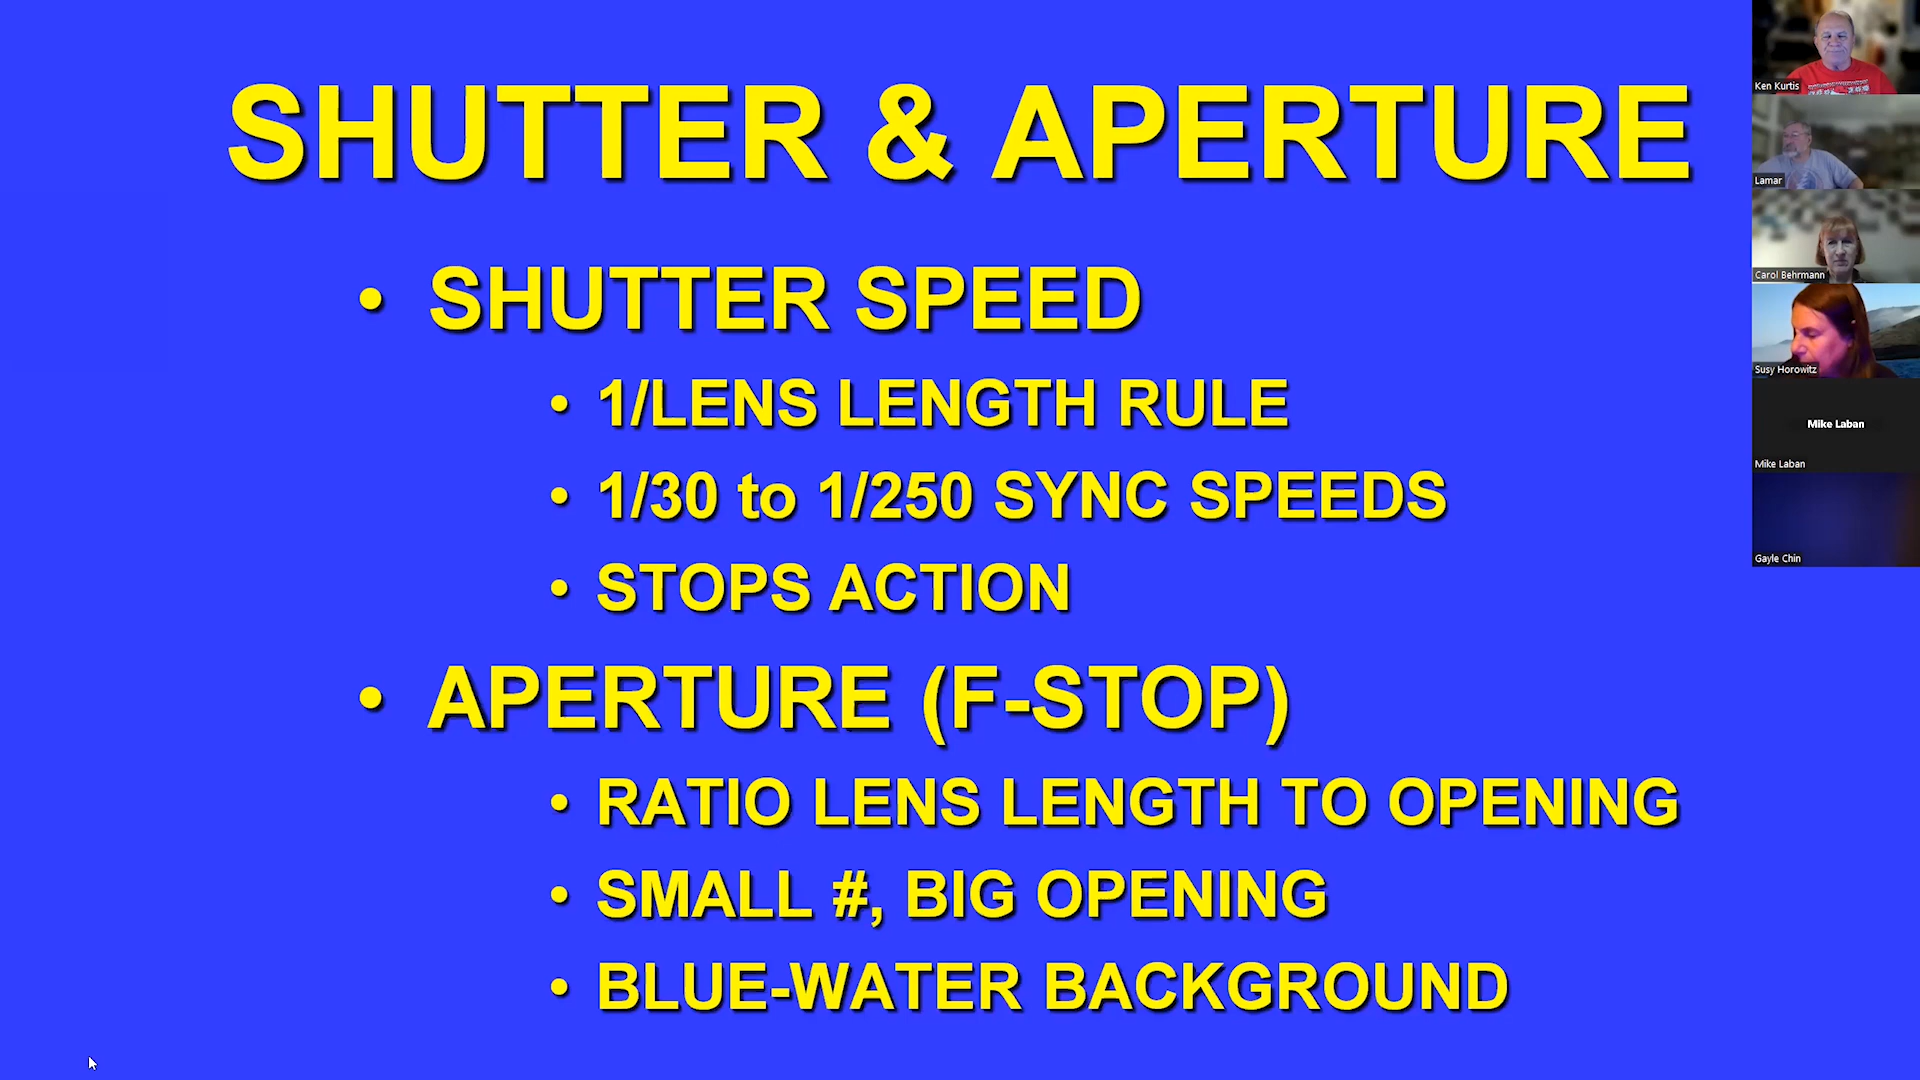 SHUTTER & APERTURE
• SHUTTER SPEED
• 1/LENS LENGTH RULE
• 1/30 to 1/250 SYNC SPEEDS
• STOPS ACTION
• APERTURE (F-STOP)
• RATIO LENS LENGTH TO OPENING
• SMALL #, BIG OPENING
• BLUE-WATER BACKGROUND
Ken Kurtis
Lamar
Carol Behrmann
Susy Horowitz
Mike Laban
Mike Laban
Gayle Chin